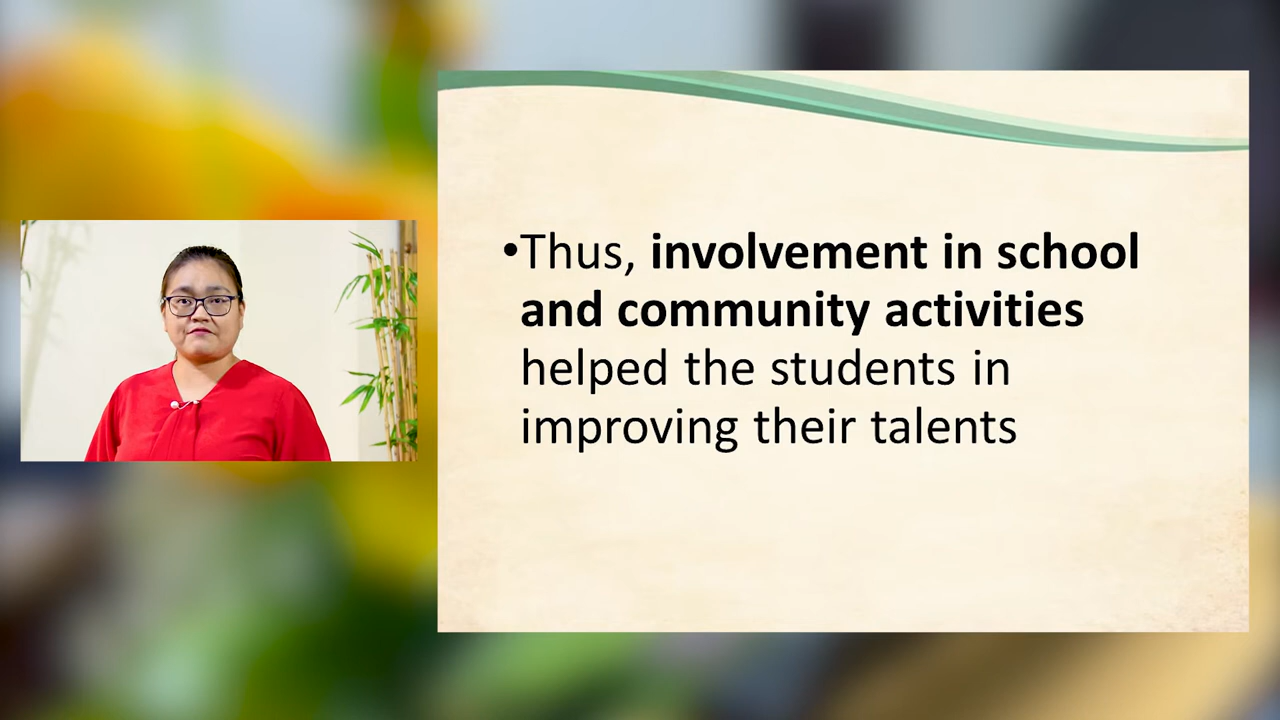 •Thus, involvement in school
and community activities
helped the students in
improving their talents